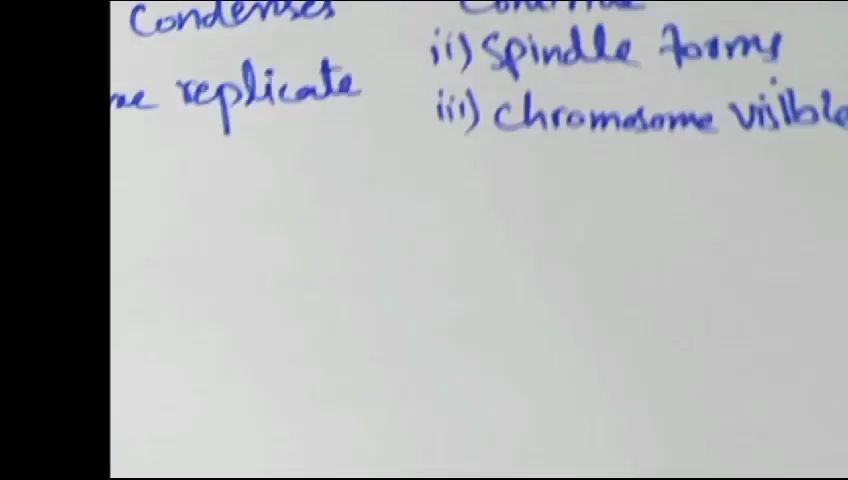 Condenses
replicate
ii) Spindle forms
iii) Chromosome visible